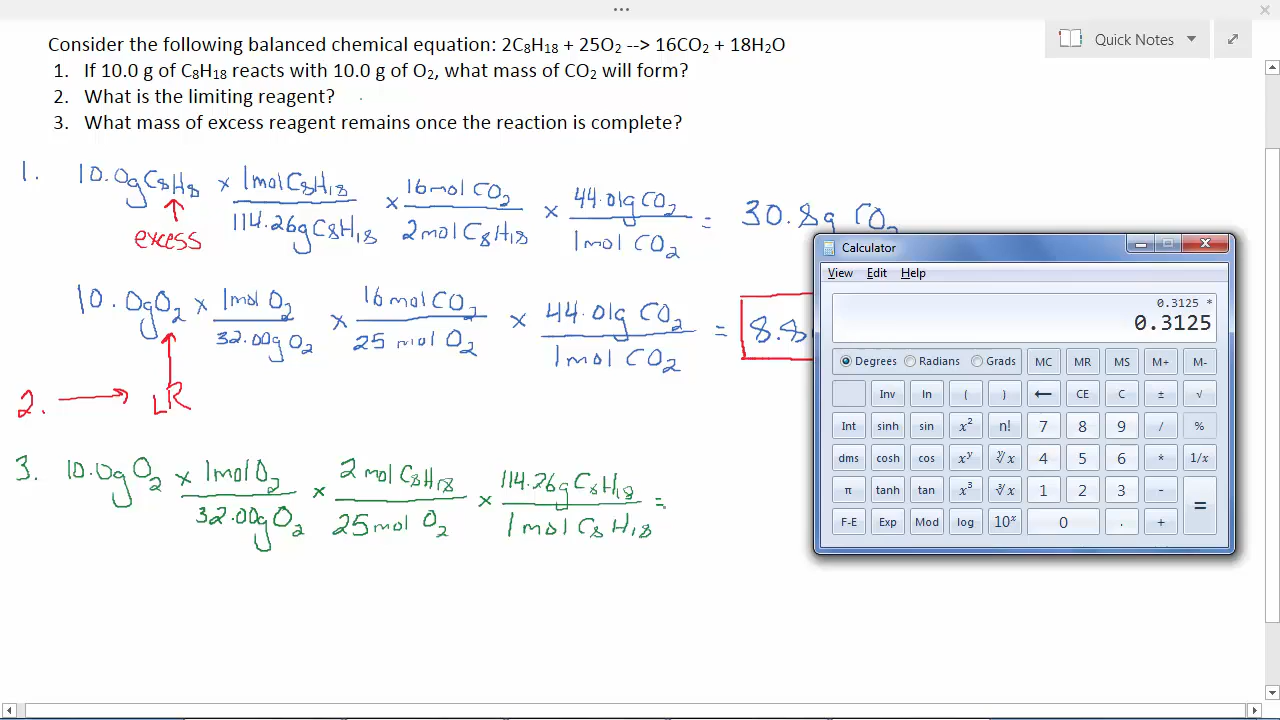 Quick Notes
Consider the following balanced chemical equation: 2C₈H₁₈ + 25O₂ --> 16CO₂ + 18H₂O
1. If 10.0 g of C₈H₁₈ reacts with 10.0 g of O₂, what mass of CO₂ will form?
2. What is the limiting reagent?
3. What mass of excess reagent remains once the reaction is complete?
1. 10.0g C₈H₁₈ × 1mol C₈H₁₈ / 114.26g C₈H₁₈ × 16mol CO₂ / 2mol C₈H₁₈ × 44.01g CO₂ / 1mol CO₂ = 30.8g CO₂
excess
10.0g O₂ × 1mol O₂ / 32.00g O₂ × 16mol CO₂ / 25 mol O₂ × 44.01g CO₂ / 1mol CO₂ = 8.8
2. LR
3. 10.0g O₂ × 1mol O₂ / 32.00g O₂ × 2mol C₈H₁₈ / 25mol O₂ × 114.26g C₈H₁₈ / 1mol C₈H₁₈ =
Calculator
View Edit Help
0.3125 *
0.3125
Degrees Radians Grads MC MR MS M+ M-
Inv ln ( ) ← CE C ± √
Int sinh sin x² n! 7 8 9 / %
dms cosh cos xʸ ʸ√x 4 5 6 * 1/x
π tanh tan x³ ³√x 1 2 3 - =
F-E Exp Mod log 10ˣ 0 . +